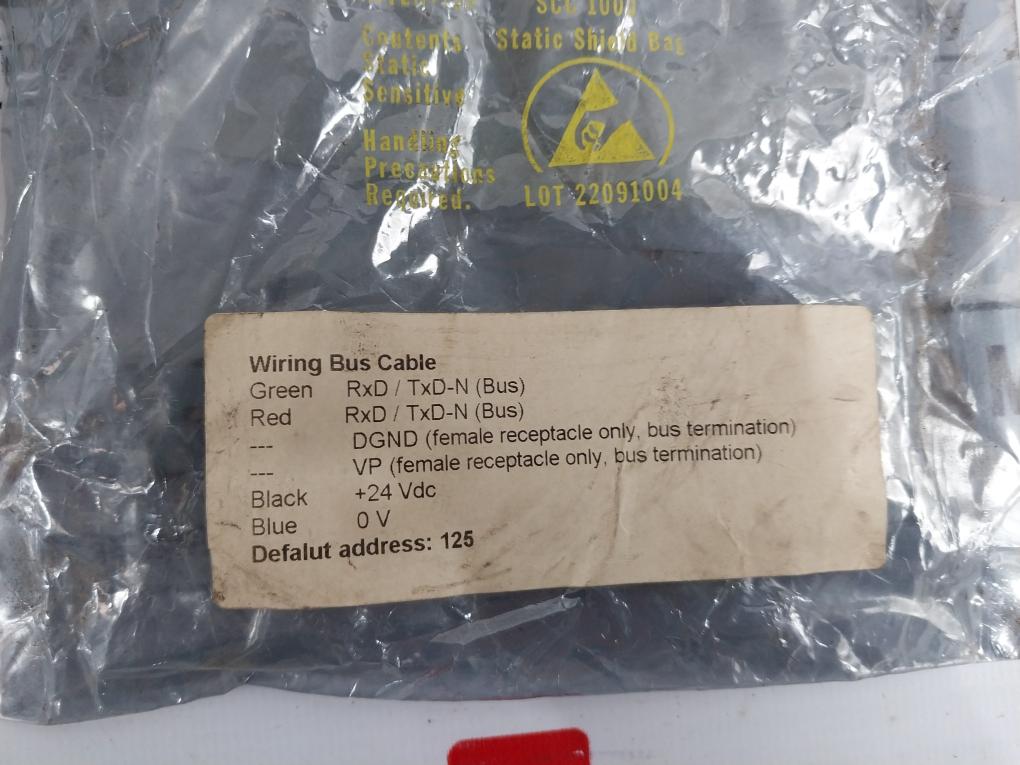 SCC 1000
Contents Static Shield Bag
Static
Sensitive
Handling
Precautions
Required.
LOT 22091004
Wiring Bus Cable
Green RxD / TxD-N (Bus)
Red RxD / TxD-N (Bus)
--- DGND (female receptacle only, bus termination)
--- VP (female receptacle only, bus termination)
Black +24 Vdc
Blue 0 V
Defalut address: 125